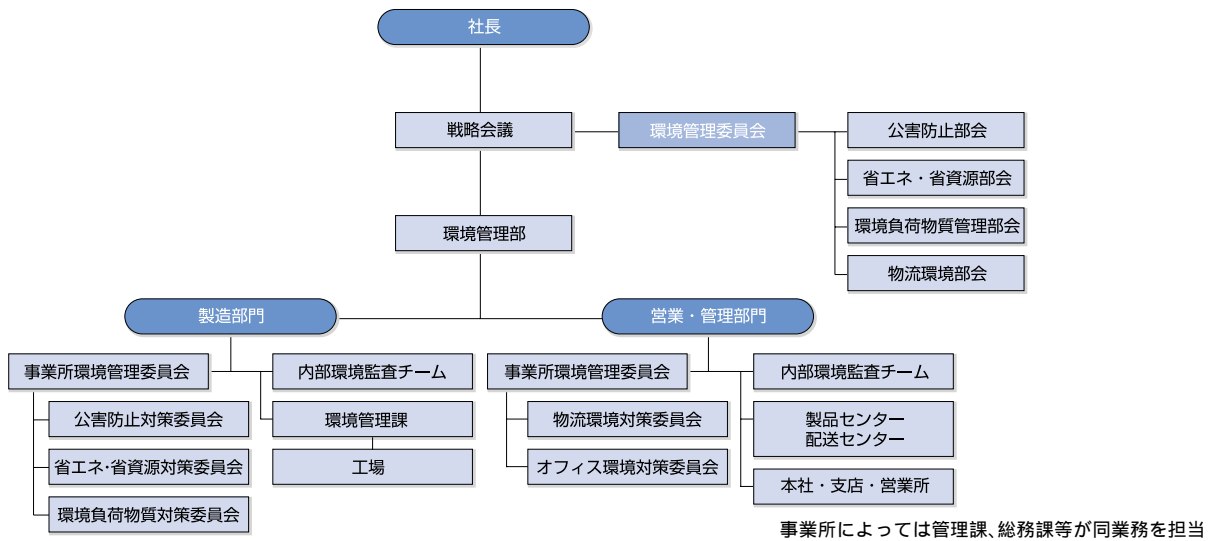 社長
戦略会議
環境管理委員会
公害防止部会
省エネ・省資源部会
環境負荷物質管理部会
物流環境部会
環境管理部
製造部門
営業・管理部門
事業所環境管理委員会
内部環境監査チーム
公害防止対策委員会
環境管理課
省エネ・省資源対策委員会
工場
環境負荷物質対策委員会
事業所環境管理委員会
内部環境監査チーム
物流環境対策委員会
製品センター
配送センター
オフィス環境対策委員会
本社・支店・営業所
事業所によっては管理課、総務課等が同業務を担当